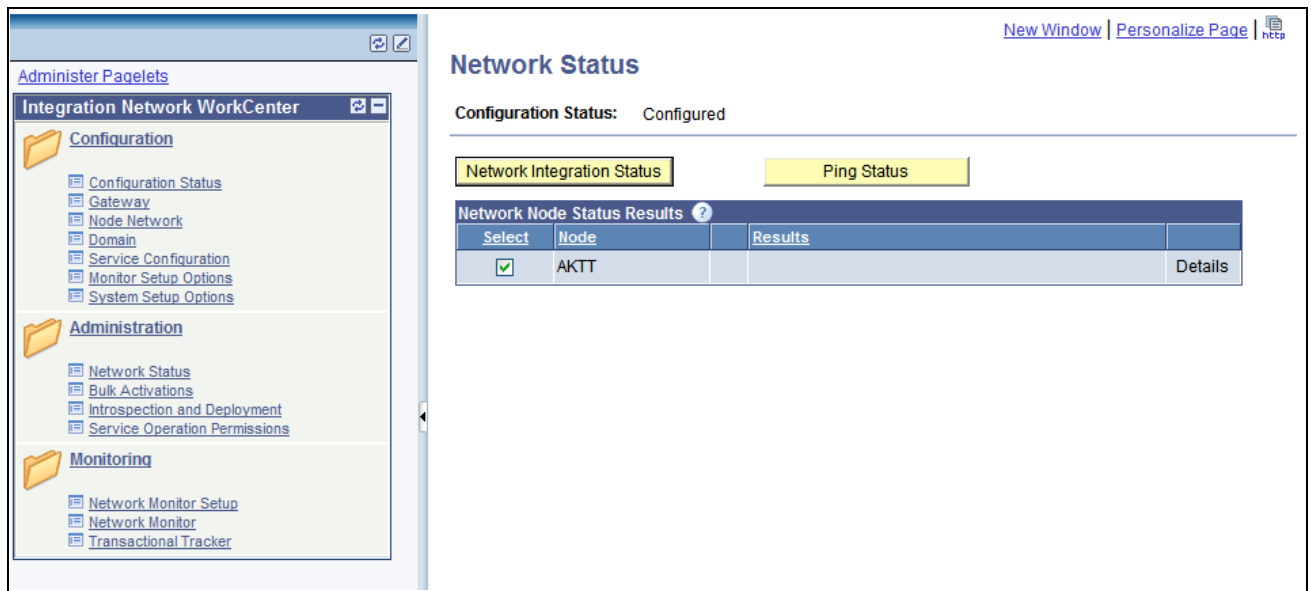 New Window | Personalize Page | http
Administer Pagelets
Integration Network WorkCenter
Configuration
Configuration Status
Gateway
Node Network
Domain
Service Configuration
Monitor Setup Options
System Setup Options
Administration
Network Status
Bulk Activations
Introspection and Deployment
Service Operation Permissions
Monitoring
Network Monitor Setup
Network Monitor
Transactional Tracker
Network Status
Configuration Status: Configured
Network Integration Status Ping Status
Network Node Status Results ?
Select Node Results
AKTT Details